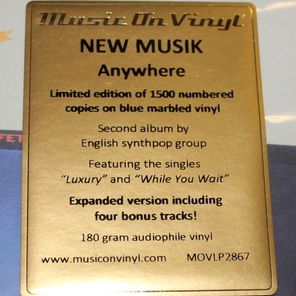 Music On Vinyl
NEW MUSIK
Anywhere
Limited edition of 1500 numbered
copies on blue marbled vinyl
Second album by
English synthpop group
Featuring the singles
"Luxury" and "While You Wait"
Expanded version including
four bonus tracks!
180 gram audiophile vinyl
www.musiconvinyl.com MOVLP2867